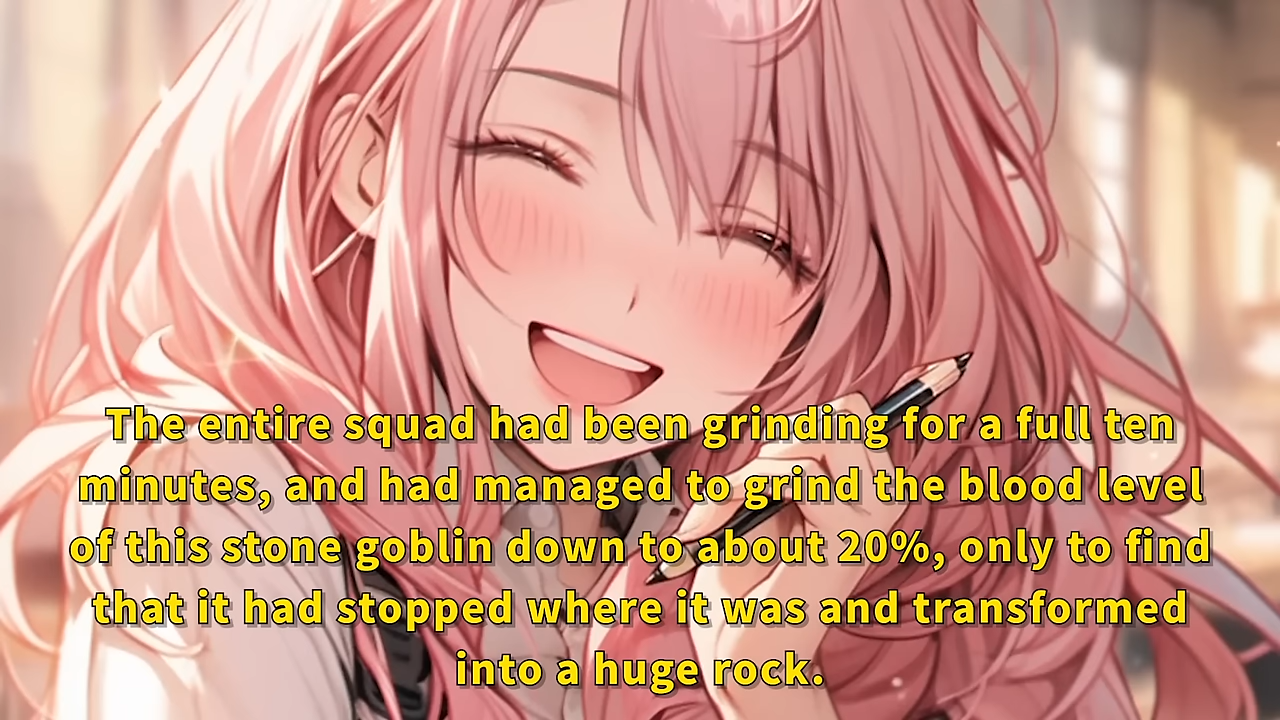 The entire squad had been grinding for a full ten
minutes, and had managed to grind the blood level
of this stone goblin down to about 20%, only to find
that it had stopped where it was and transformed
into a huge rock.